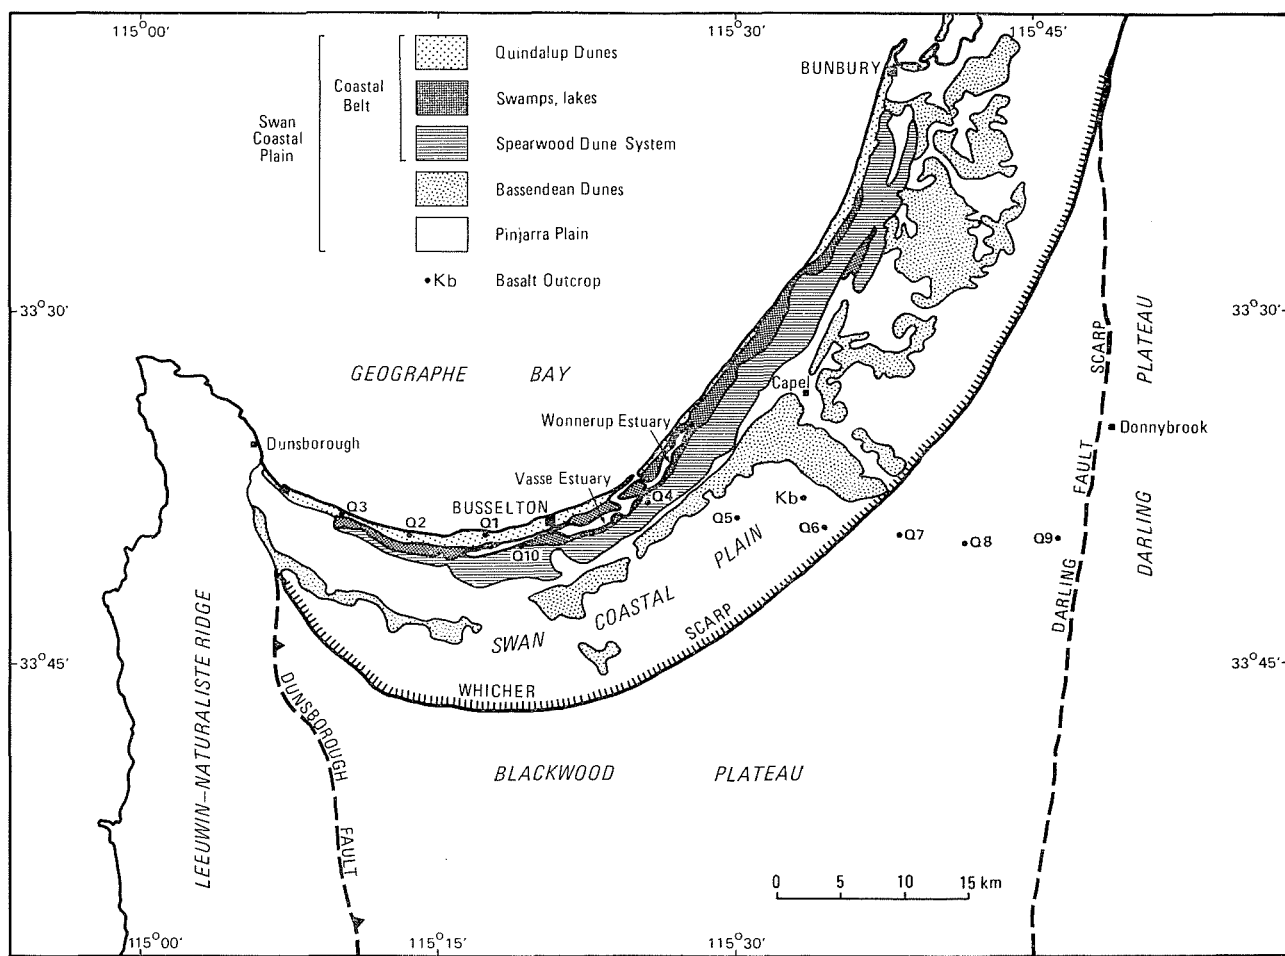 115°00'
115°30'
115°45'
Quindalup Dunes
BUNBURY
Coastal
Belt
Swamps, lakes
Swan
Coastal
Plain
Spearwood Dune System
Bassendean Dunes
Pinjarra Plain
•Kb
Basalt Outcrop
33°30'
33°30'
SCARP
PLATEAU
GEOGRAPHE BAY
Capel
Wonnerup Estuary
Donnybrook
Dunsborough
Vasse Estuary
FAULT
DARLING
BUSSELTON
Q3
Q2
Q1
Q4
Kb
Q5
Q6
Q7
Q8
Q9
Q10
PLAIN
COASTAL
SWAN
SCARP
DARLING
33°45'
33°45'
WHICHER
LEEUWIN-NATURALISTE RIDGE
DUNSBOROUGH
FAULT
BLACKWOOD PLATEAU
0 5 10 15 km
115°00'
115°15'
115°30'